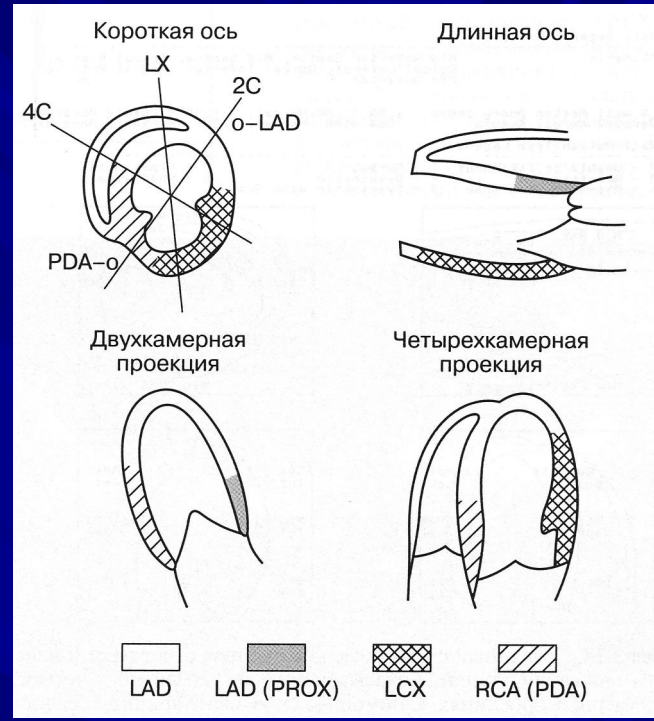 Короткая ось
Длинная ось
LX
2C
4C
o–LAD
PDA–o
Двухкамерная
проекция
Четырехкамерная
проекция
LAD
LAD (PROX)
LCX
RCA (PDA)